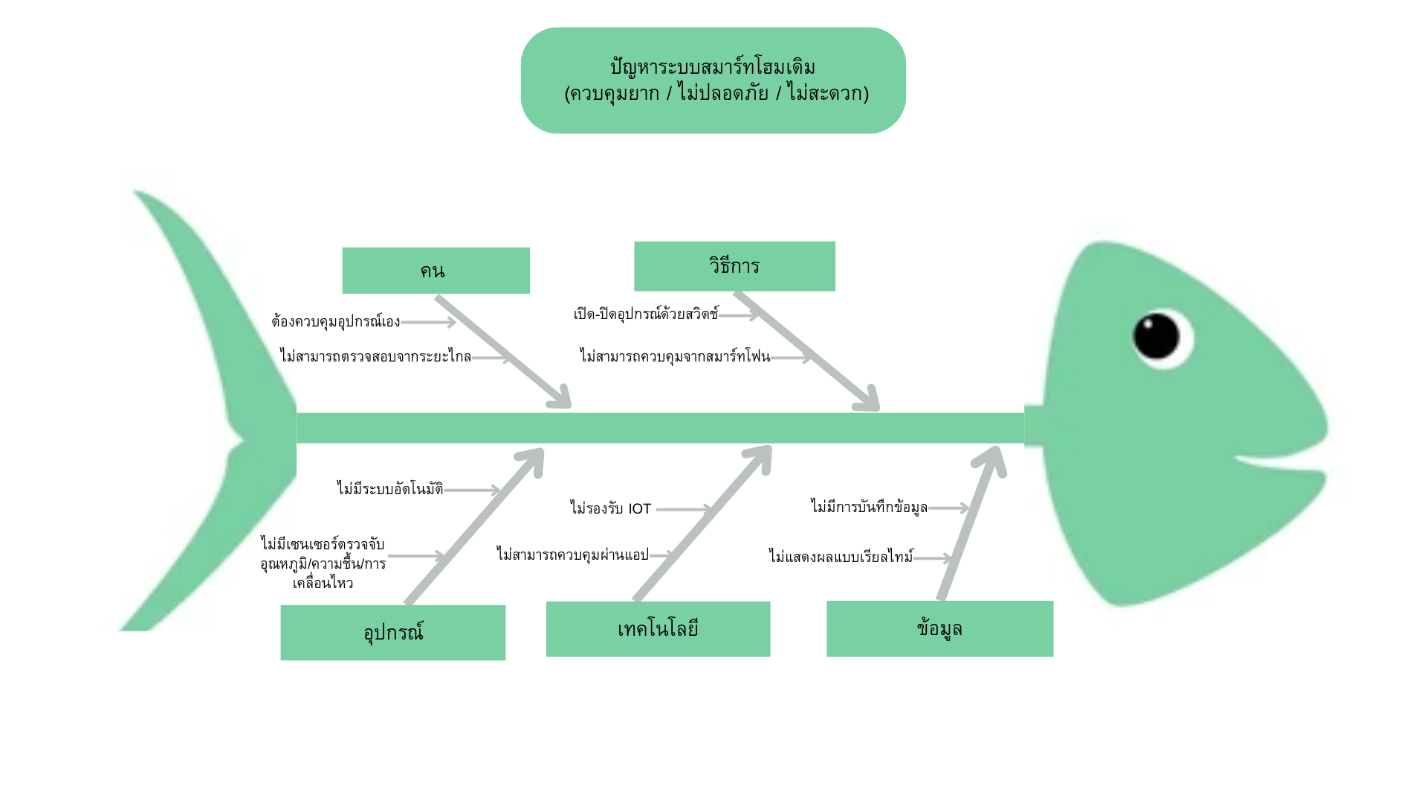 ปัญหาระบบสมาร์ทโฮมเดิม
(ควบคุมยาก / ไม่ปลอดภัย / ไม่สะดวก)
คน
วิธีการ
ต้องควบคุมอุปกรณ์เอง
ไม่สามารถตรวจสอบจากระยะไกล
เปิด-ปิดอุปกรณ์ด้วยสวิตช์
ไม่สามารถควบคุมจากสมาร์ทโฟน
ไม่มีระบบอัตโนมัติ
ไม่มีเซนเซอร์ตรวจจับ
อุณหภูมิ/ความชื้น/การ
เคลื่อนไหว
ไม่รองรับ IOT
ไม่สามารถควบคุมผ่านแอป
ไม่มีการบันทึกข้อมูล
ไม่แสดงผลแบบเรียลไทม์
อุปกรณ์
เทคโนโลยี
ข้อมูล